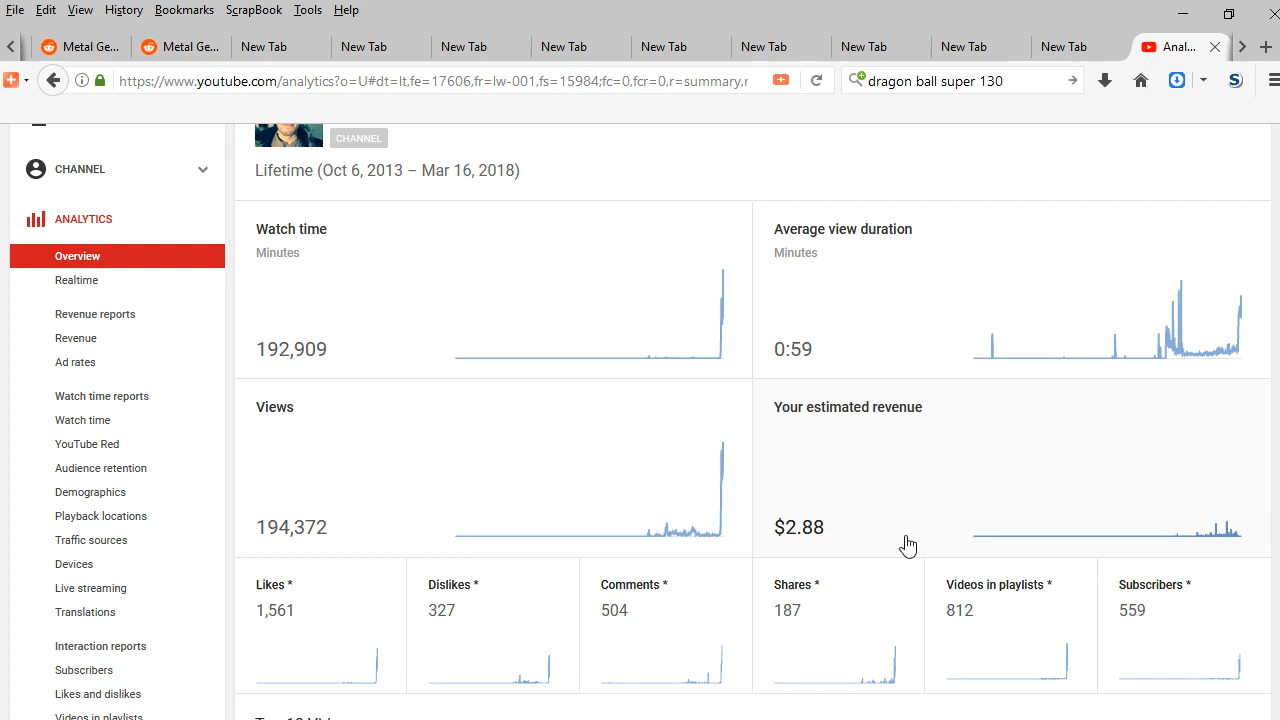 File Edit View History Bookmarks ScrapBook Tools Help
Metal Ge... Metal Ge... New Tab New Tab New Tab New Tab New Tab New Tab New Tab New Tab New Tab Anal...
https://www.youtube.com/analytics?o=U#dt=lt,fe=17606,fr=lw-001,fs=15984;fc=0,fcr=0,r=summary,r
dragon ball super 130
CHANNEL
Lifetime (Oct 6, 2013 – Mar 16, 2018)
CHANNEL
ANALYTICS
Overview
Realtime
Revenue reports
Revenue
Ad rates
Watch time reports
Watch time
YouTube Red
Audience retention
Demographics
Playback locations
Traffic sources
Devices
Live streaming
Translations
Interaction reports
Subscribers
Likes and dislikes
Videos in playlists
Watch time
Minutes
192,909
Average view duration
Minutes
0:59
Views
194,372
Your estimated revenue
$2.88
Likes *
1,561
Dislikes *
327
Comments *
504
Shares *
187
Videos in playlists *
812
Subscribers *
559